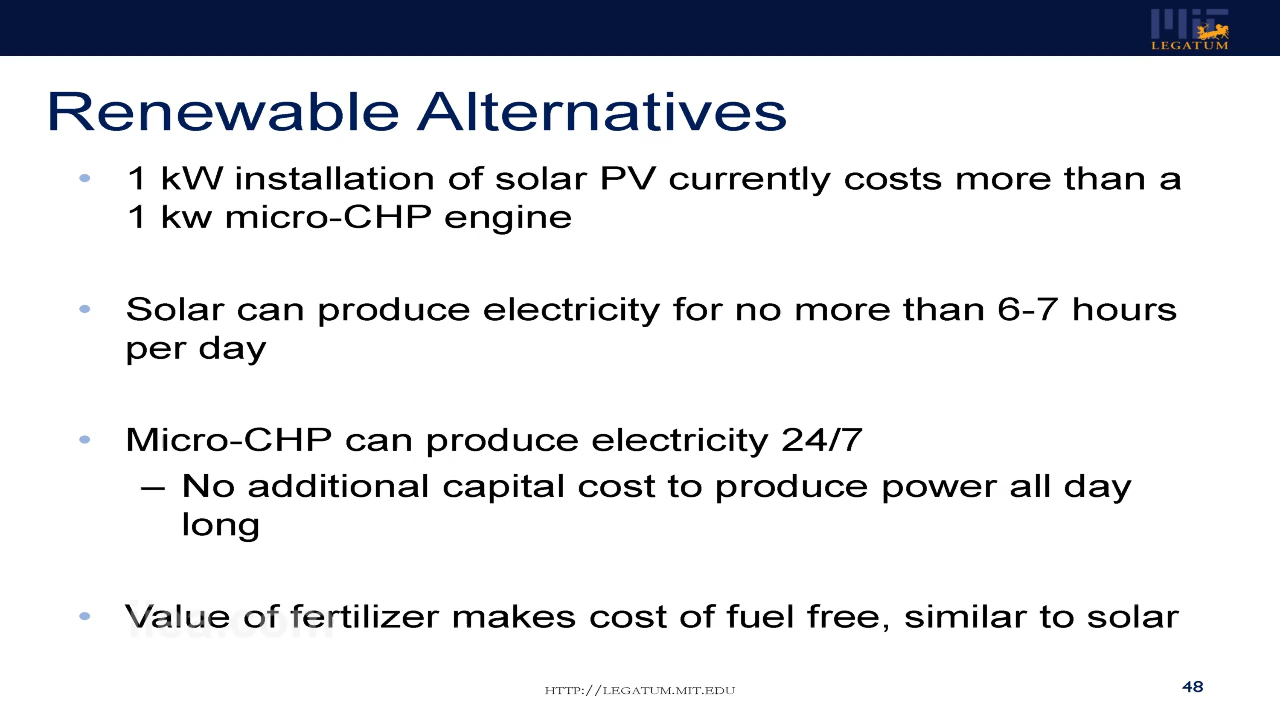 MIT
LEGATUM
Renewable Alternatives
• 1 kW installation of solar PV currently costs more than a
1 kw micro-CHP engine
• Solar can produce electricity for no more than 6-7 hours
per day
• Micro-CHP can produce electricity 24/7
– No additional capital cost to produce power all day
long
• Value of fertilizer makes cost of fuel free, similar to solar
HTTP://LEGATUM.MIT.EDU
48